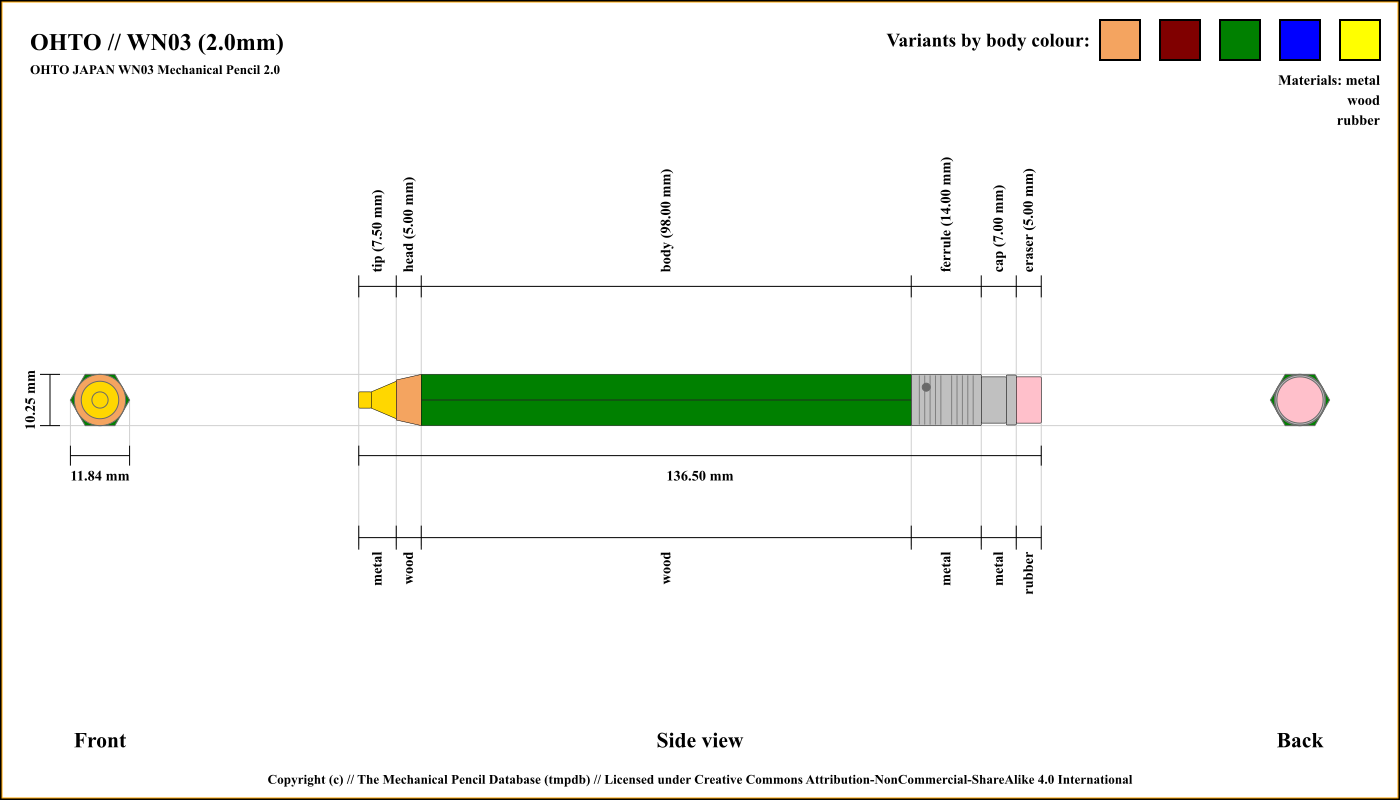 OHTO // WN03 (2.0mm)
OHTO JAPAN WN03 Mechanical Pencil 2.0
Variants by body colour:
Materials: metal
wood
rubber
tip (7.50 mm)
head (5.00 mm)
body (98.00 mm)
ferrule (14.00 mm)
cap (7.00 mm)
eraser (5.00 mm)
10.25 mm
11.84 mm
136.50 mm
metal
wood
wood
metal
metal
rubber
Front
Side view
Back
Copyright (c) // The Mechanical Pencil Database (tmpdb) // Licensed under Creative Commons Attribution-NonCommercial-ShareAlike 4.0 International